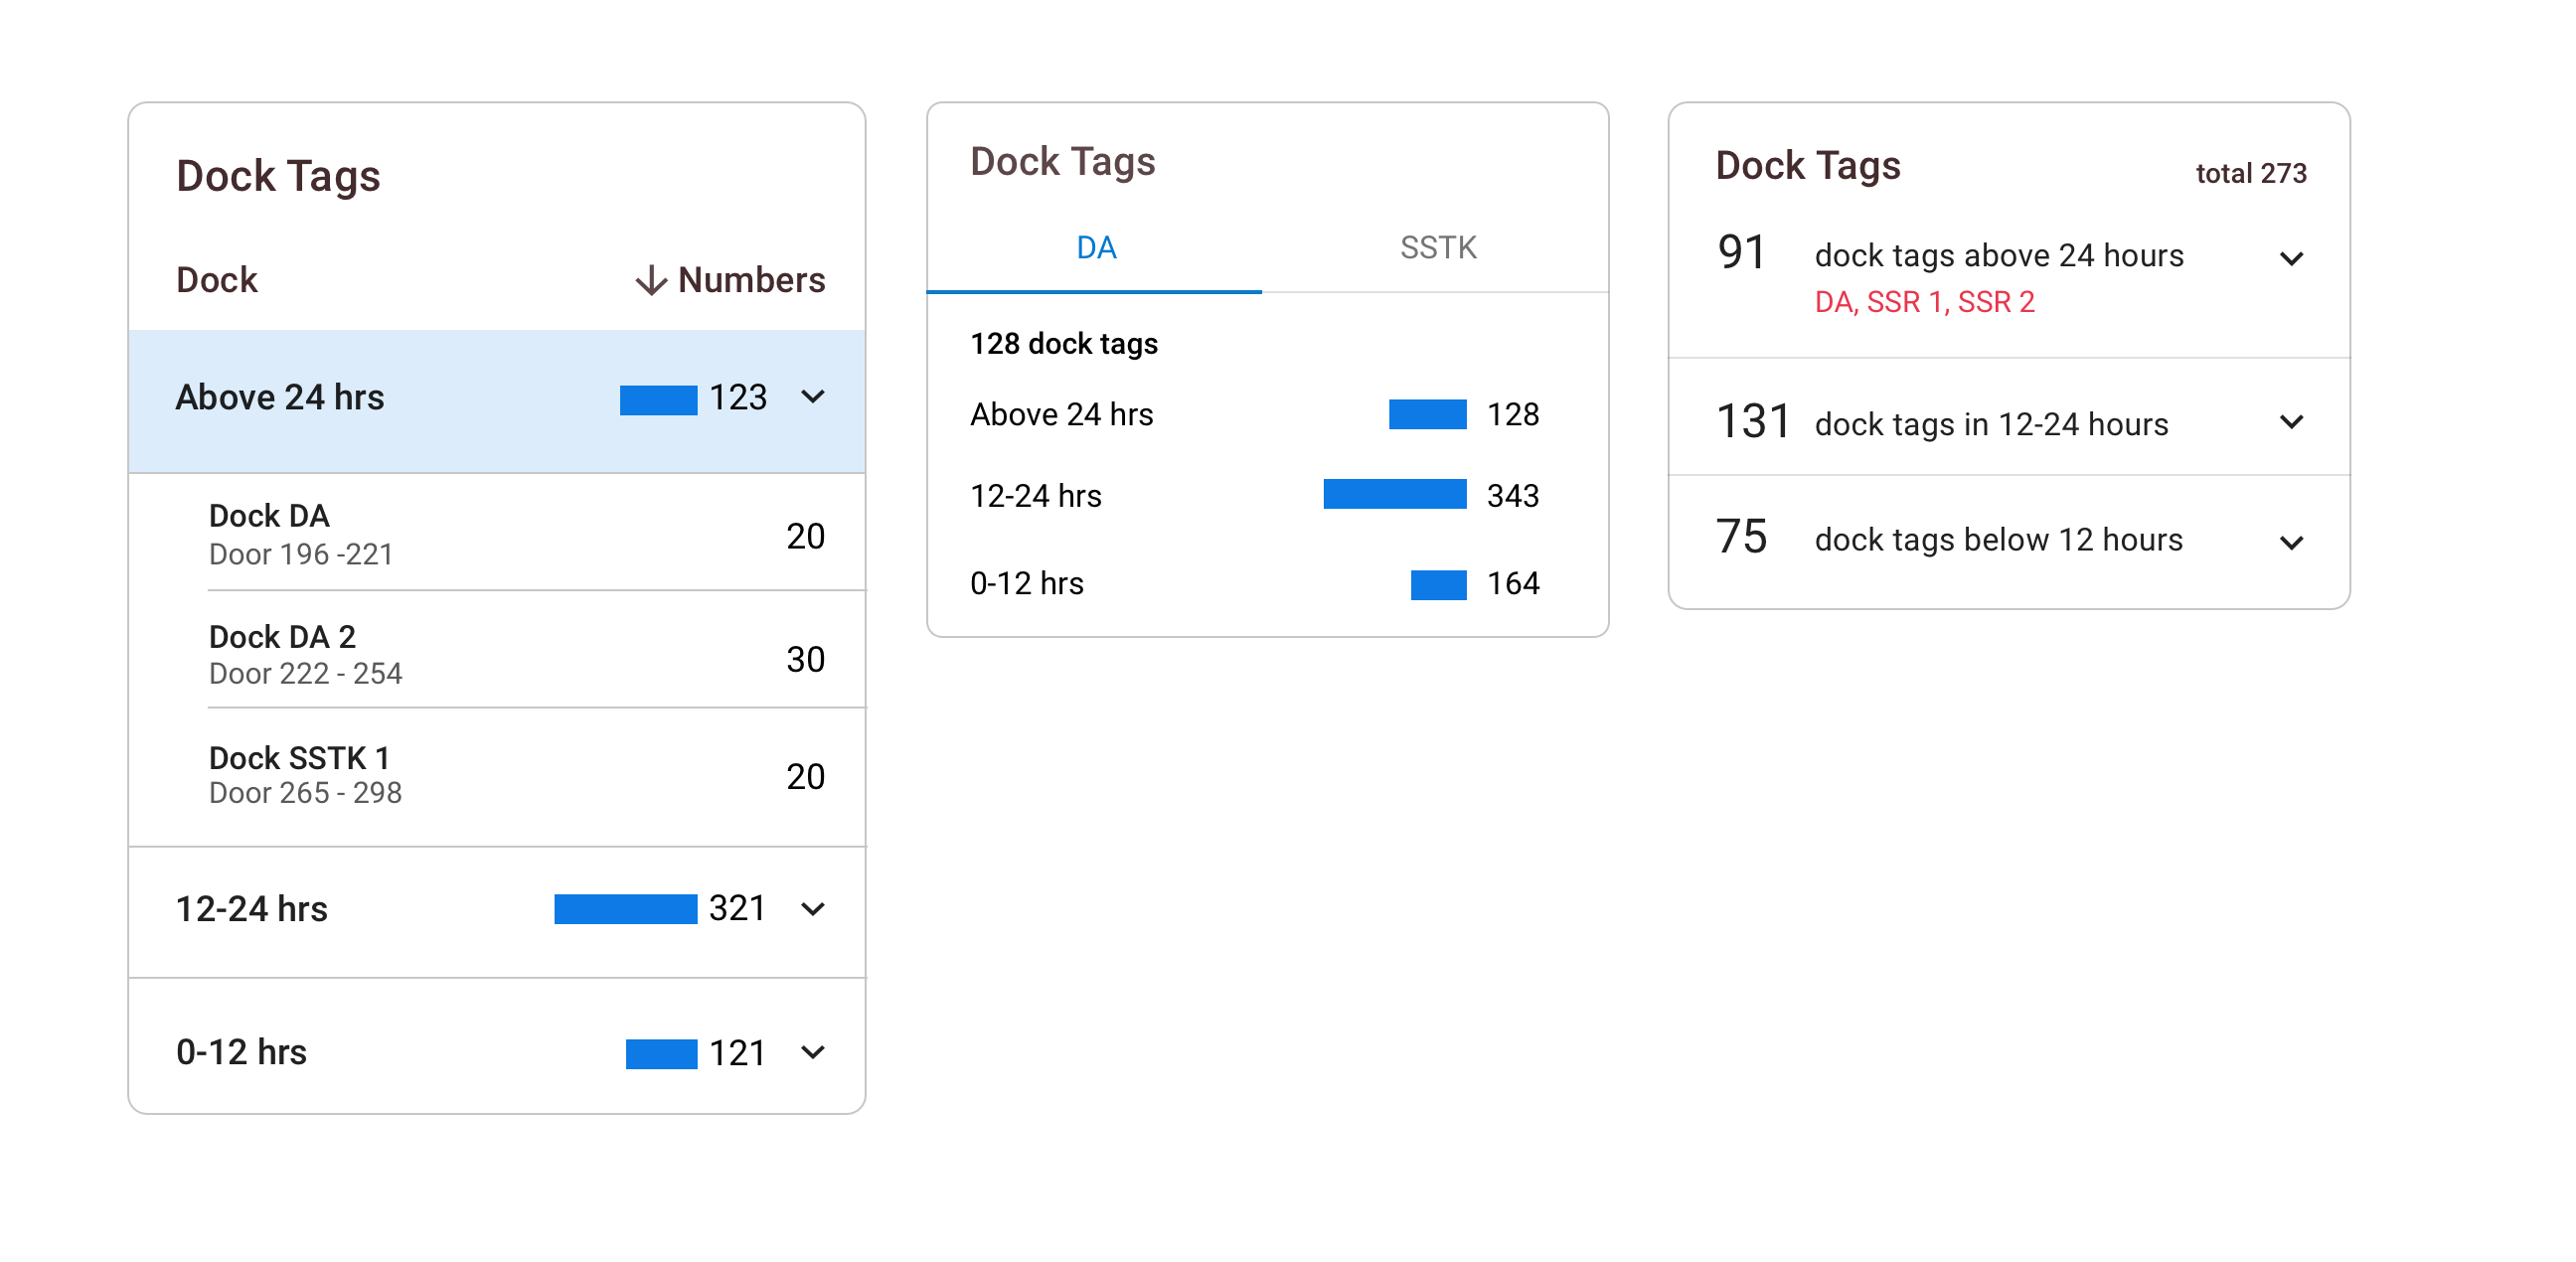 Dock Tags
Dock
Numbers
Above 24 hrs
123
Dock DA
Door 196 -221
20
Dock DA 2
Door 222 - 254
30
Dock SSTK 1
Door 265 - 298
20
12-24 hrs
321
0-12 hrs
121
Dock Tags
DA
SSTK
128 dock tags
Above 24 hrs
128
12-24 hrs
343
0-12 hrs
164
Dock Tags
total 273
91
dock tags above 24 hours
DA, SSR 1, SSR 2
131
dock tags in 12-24 hours
75
dock tags below 12 hours